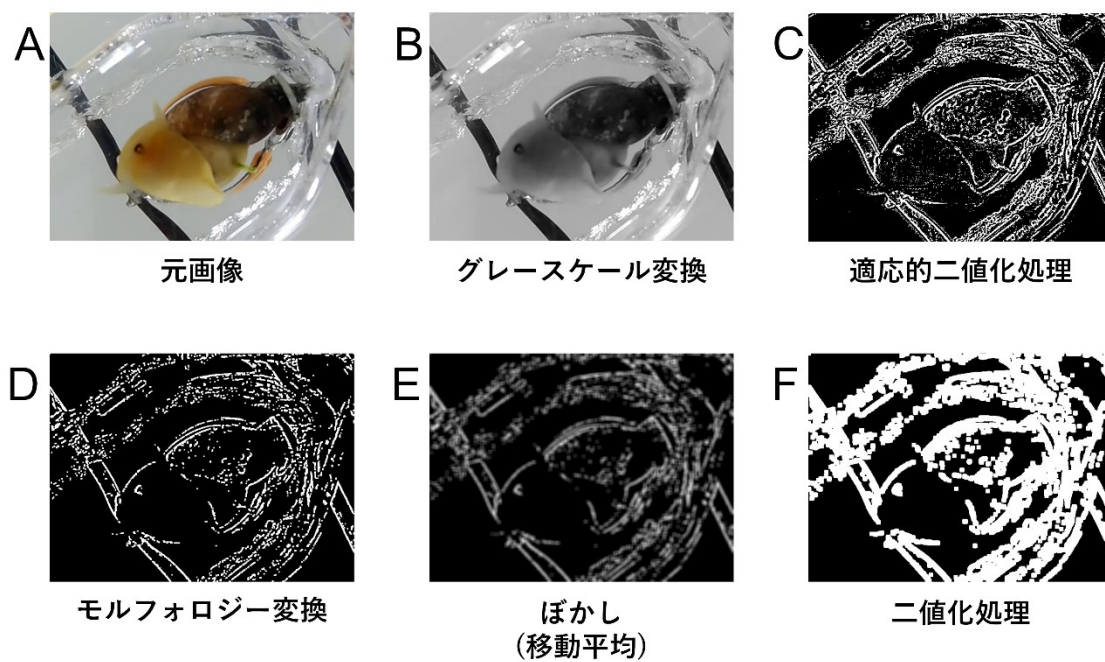 A
元画像
B
グレースケール変換
C
適応的二値化処理
D
モルフォロジー変換
E
ぼかし
(移動平均)
F
二値化処理